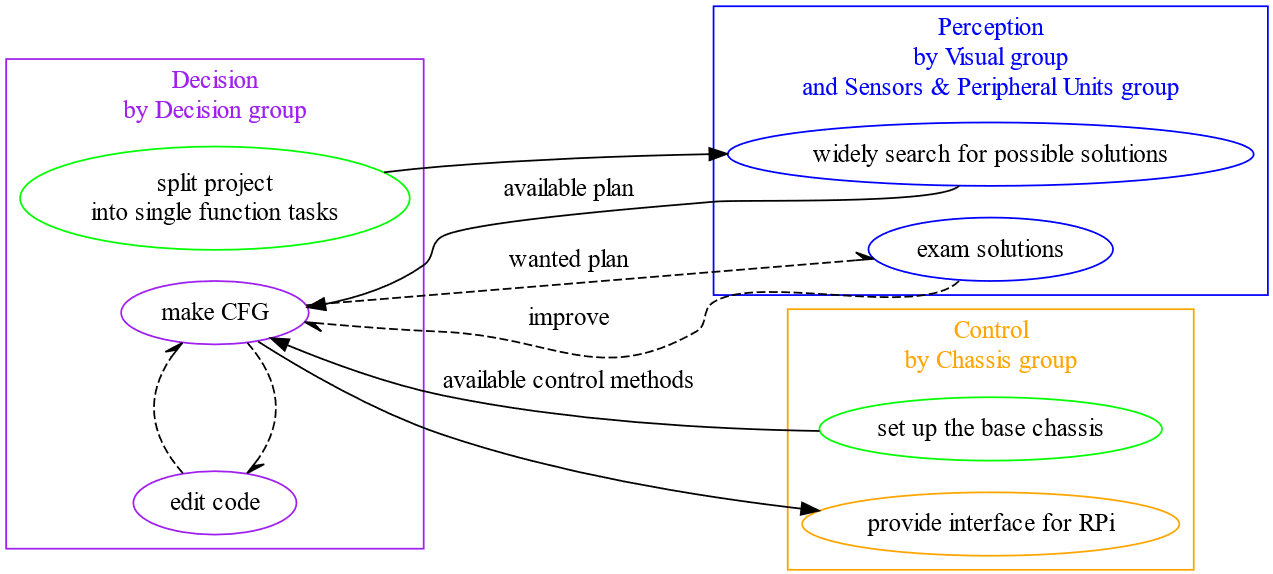 Decision
by Decision group
split project
into single function tasks
make CFG
edit code
available plan
wanted plan
improve
available control methods
Perception
by Visual group
and Sensors & Peripheral Units group
widely search for possible solutions
exam solutions
Control
by Chassis group
set up the base chassis
provide interface for RPi